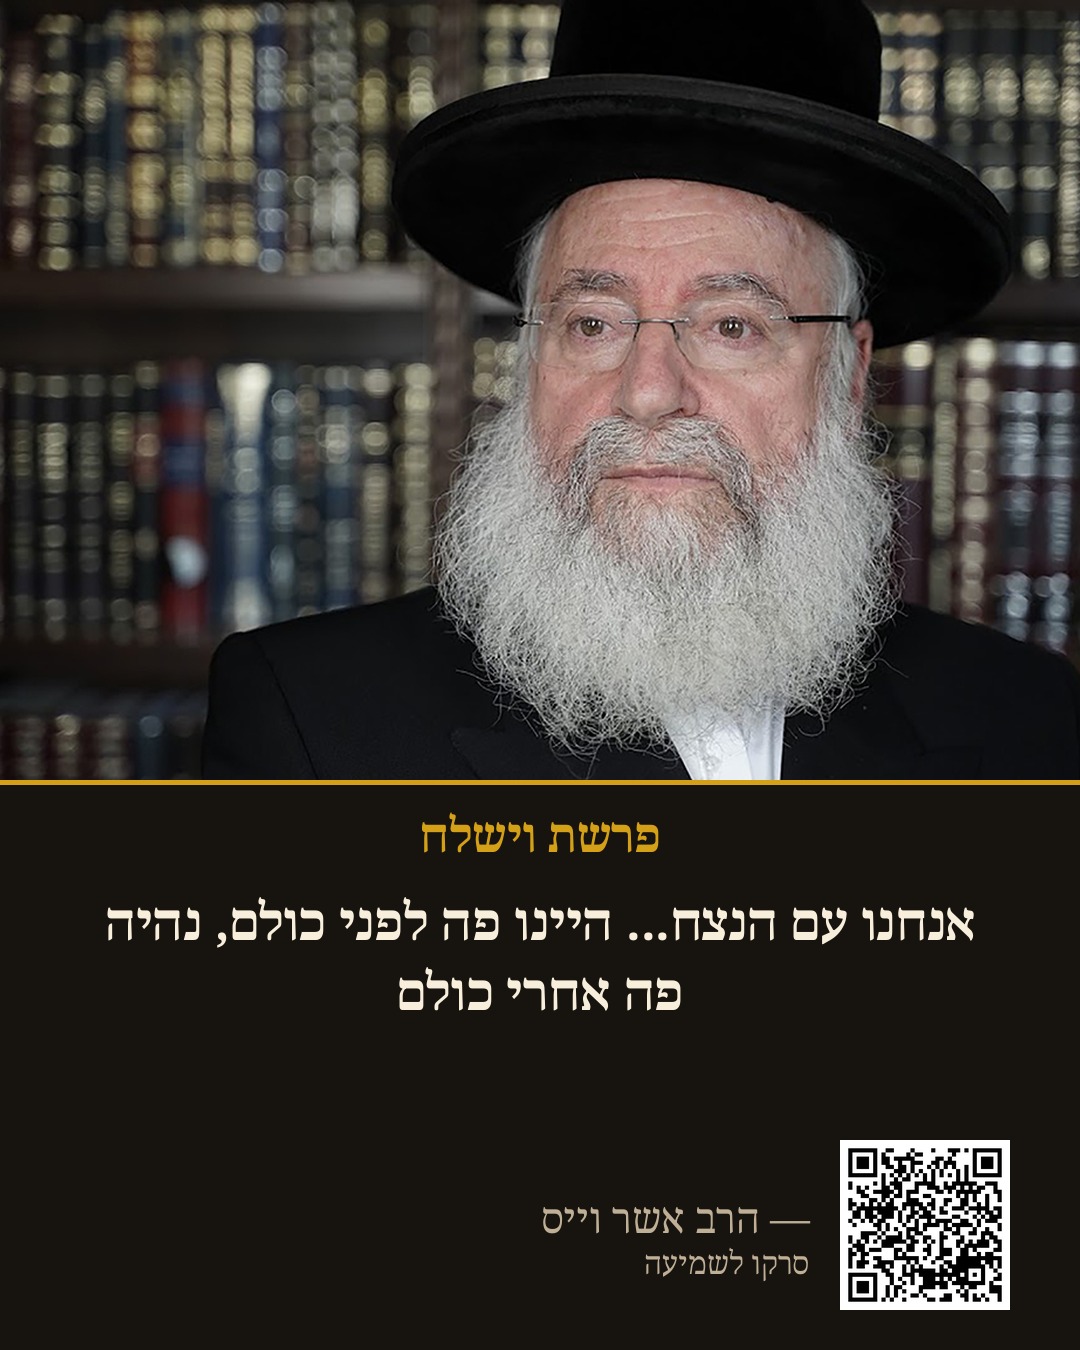 פרשת וישלח
אנחנו עם הנצח... היינו פה לפני כולם, נהיה
פה אחרי כולם
— הרב אשר וייס
סרקו לשמיעה